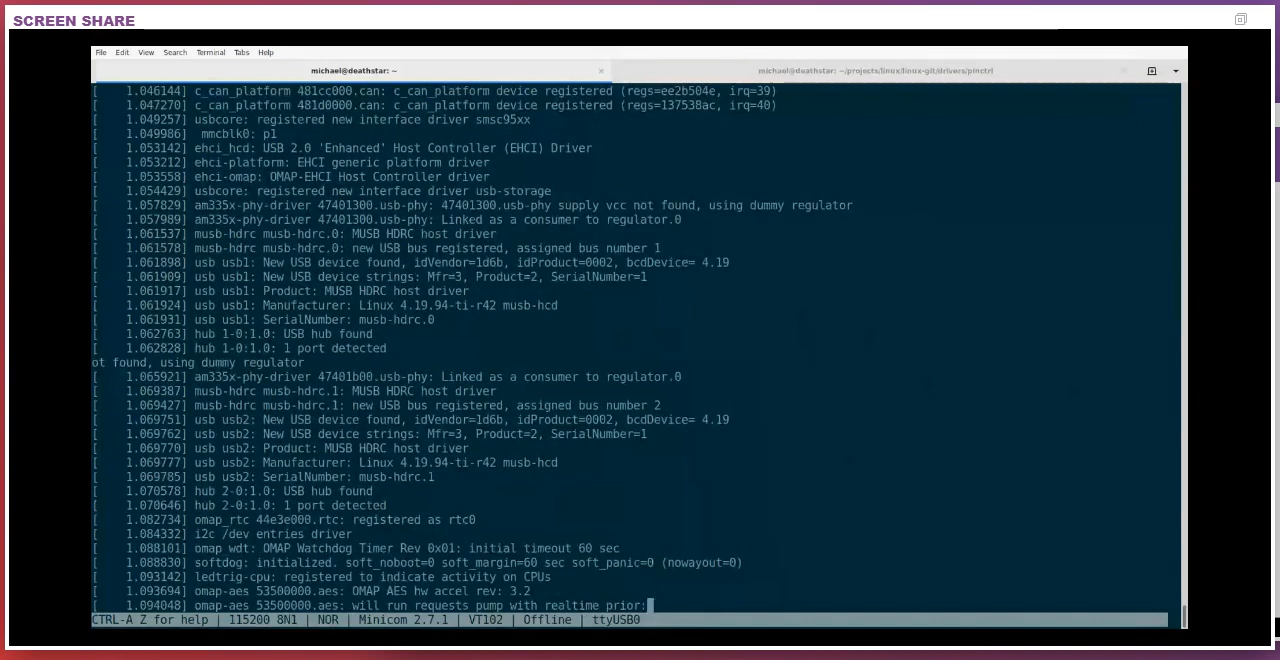 SCREEN SHARE
File Edit View Search Terminal Tabs Help
michael@deathstar: ~ × michael@deathstar: ~/projects/linux/linux-git/drivers/pinctrl
[    1.046144] c_can_platform 481cc000.can: c_can_platform device registered (regs=ee2b504e, irq=39)
[    1.047270] c_can_platform 481d0000.can: c_can_platform device registered (regs=137538ac, irq=40)
[    1.049257] usbcore: registered new interface driver smsc95xx
[    1.049986]  mmcblk0: p1
[    1.053142] ehci_hcd: USB 2.0 'Enhanced' Host Controller (EHCI) Driver
[    1.053212] ehci-platform: EHCI generic platform driver
[    1.053558] ehci-omap: OMAP-EHCI Host Controller driver
[    1.054429] usbcore: registered new interface driver usb-storage
[    1.057829] am335x-phy-driver 47401300.usb-phy: 47401300.usb-phy supply vcc not found, using dummy regulator
[    1.057989] am335x-phy-driver 47401300.usb-phy: Linked as a consumer to regulator.0
[    1.061537] musb-hdrc musb-hdrc.0: MUSB HDRC host driver
[    1.061578] musb-hdrc musb-hdrc.0: new USB bus registered, assigned bus number 1
[    1.061898] usb usb1: New USB device found, idVendor=1d6b, idProduct=0002, bcdDevice= 4.19
[    1.061909] usb usb1: New USB device strings: Mfr=3, Product=2, SerialNumber=1
[    1.061917] usb usb1: Product: MUSB HDRC host driver
[    1.061924] usb usb1: Manufacturer: Linux 4.19.94-ti-r42 musb-hcd
[    1.061931] usb usb1: SerialNumber: musb-hdrc.0
[    1.062763] hub 1-0:1.0: USB hub found
[    1.062828] hub 1-0:1.0: 1 port detected
ot found, using dummy regulator
[    1.065921] am335x-phy-driver 47401b00.usb-phy: Linked as a consumer to regulator.0
[    1.069387] musb-hdrc musb-hdrc.1: MUSB HDRC host driver
[    1.069427] musb-hdrc musb-hdrc.1: new USB bus registered, assigned bus number 2
[    1.069751] usb usb2: New USB device found, idVendor=1d6b, idProduct=0002, bcdDevice= 4.19
[    1.069762] usb usb2: New USB device strings: Mfr=3, Product=2, SerialNumber=1
[    1.069770] usb usb2: Product: MUSB HDRC host driver
[    1.069777] usb usb2: Manufacturer: Linux 4.19.94-ti-r42 musb-hcd
[    1.069785] usb usb2: SerialNumber: musb-hdrc.1
[    1.070578] hub 2-0:1.0: USB hub found
[    1.070646] hub 2-0:1.0: 1 port detected
[    1.082734] omap_rtc 44e3e000.rtc: registered as rtc0
[    1.084332] i2c /dev entries driver
[    1.088101] omap_wdt: OMAP Watchdog Timer Rev 0x01: initial timeout 60 sec
[    1.088830] softdog: initialized. soft_noboot=0 soft_margin=60 sec soft_panic=0 (nowayout=0)
[    1.093142] ledtrig-cpu: registered to indicate activity on CPUs
[    1.093694] omap-aes 53500000.aes: OMAP AES hw accel rev: 3.2
[    1.094048] omap-aes 53500000.aes: will run requests pump with realtime prior:
CTRL-A Z for help | 115200 8N1 | NOR | Minicom 2.7.1 | VT102 | Offline | ttyUSB0